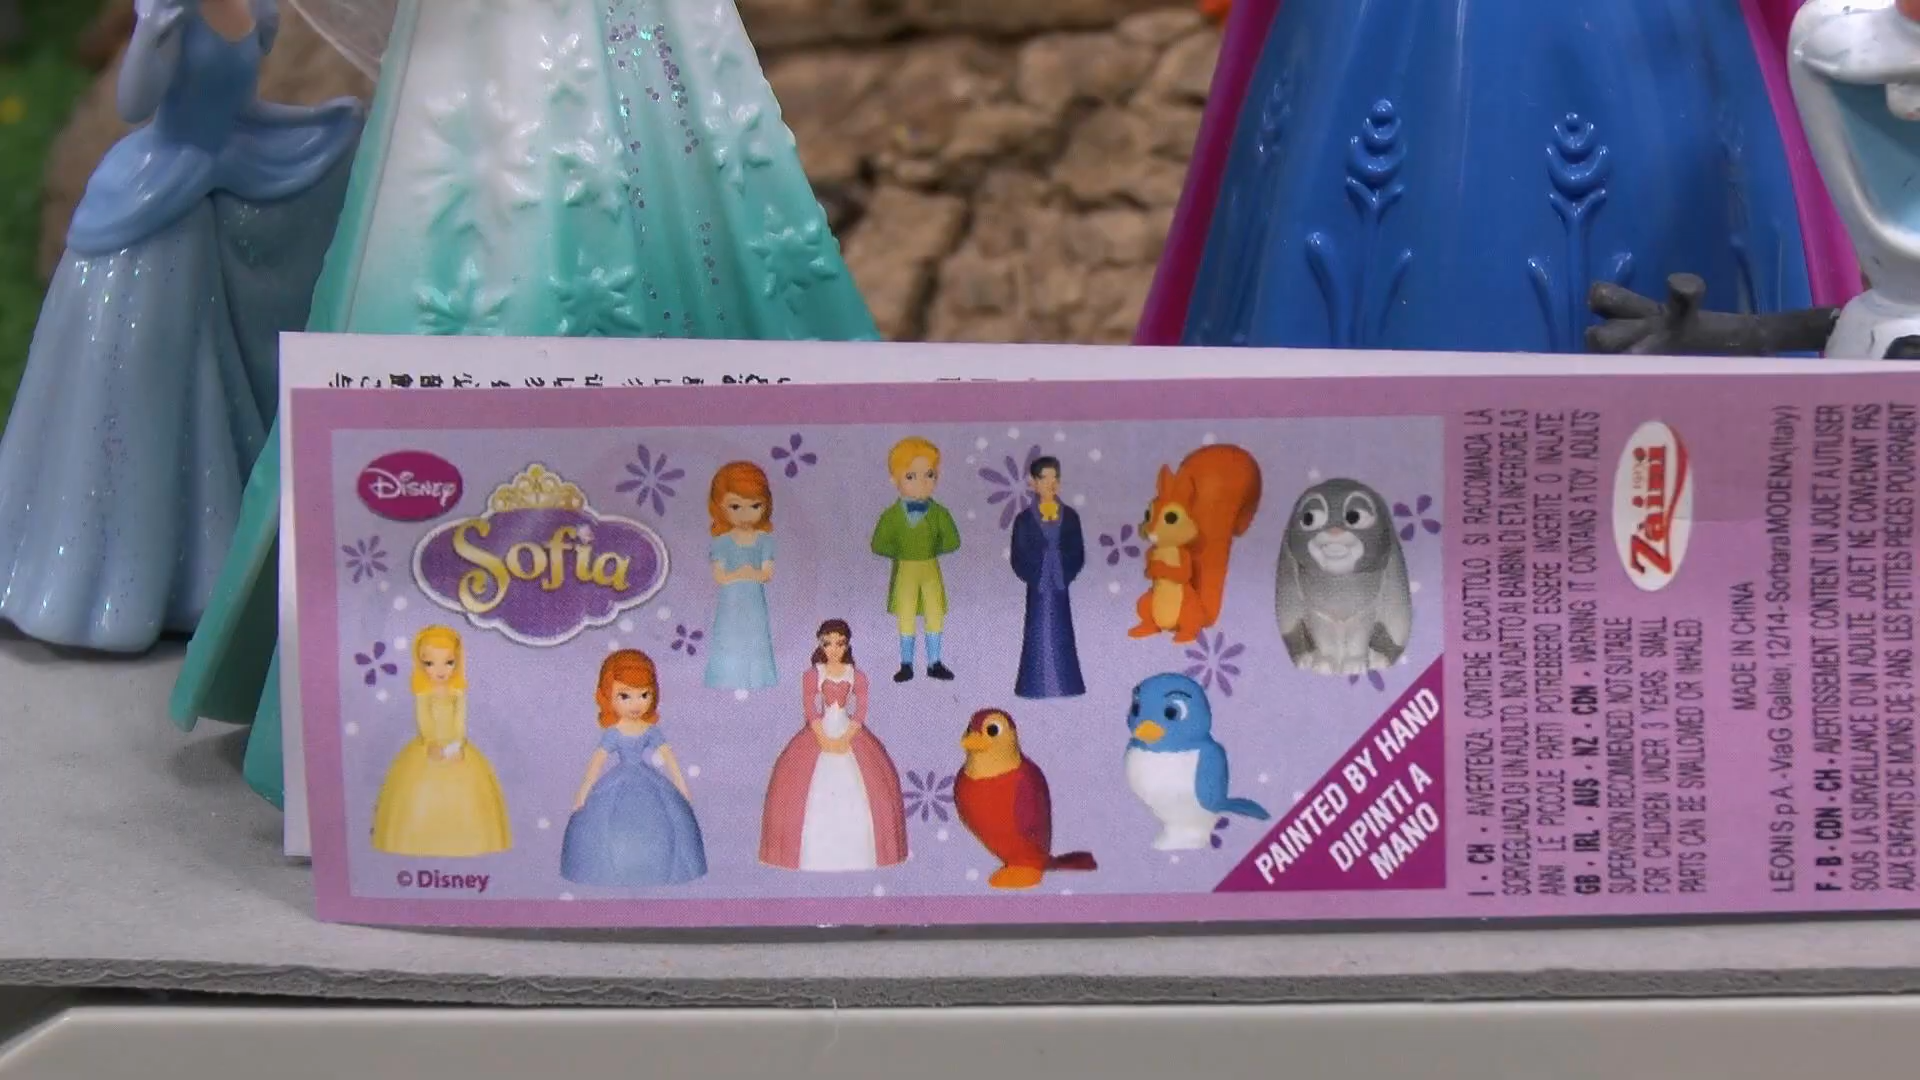 Disney
Sofia
© Disney
PAINTED BY HAND
DIPINTI A
MANO
I • CH • AVVERTENZA. CONTIENE GIOCATTOLO. SI RACCOMANDA LA
SORVEGLIANZA DI UN ADULTO. NON ADATTO AI BAMBINI DI ETÀ INFERIORE A 3
ANNI. LE PICCOLE PARTI POTREBBERO ESSERE INGERITE O INALATE.
GB • IRL • AUS • NZ • CDN • WARNING. IT CONTAINS A TOY. ADULTS
SUPERVISION RECOMMENDED. NOT SUITABLE
FOR CHILDREN UNDER 3 YEARS. SMALL
PARTS CAN BE SWALLOWED OR INHALED.
Zaini
MADE IN CHINA
LEONI S.p.A. - Via G. Galilei, 12/14 - Sorbara MODENA (Italy)
F • B • CDN • CH • AVERTISSEMENT. CONTIENT UN JOUET. À UTILISER
SOUS LA SURVEILLANCE D'UN ADULTE. JOUET NE CONVENANT PAS
AUX ENFANTS DE MOINS DE 3 ANS. LES PETITES PIÈCES POURRAIENT